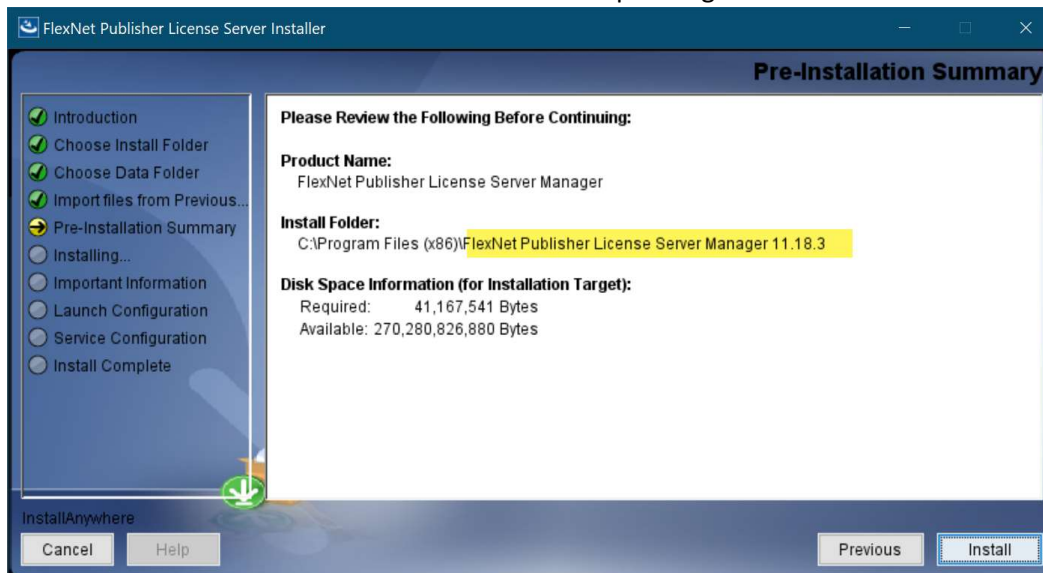 FlexNet Publisher License Server Installer
Pre-Installation Summary
Introduction
Choose Install Folder
Choose Data Folder
Import files from Previous...
Pre-Installation Summary
Installing...
Important Information
Launch Configuration
Service Configuration
Install Complete
Please Review the Following Before Continuing:
Product Name:
FlexNet Publisher License Server Manager
Install Folder:
C:\Program Files (x86)\FlexNet Publisher License Server Manager 11.18.3
Disk Space Information (for Installation Target):
Required: 41,167,541 Bytes
Available: 270,280,826,880 Bytes
InstallAnywhere
Cancel
Help
Previous
Install